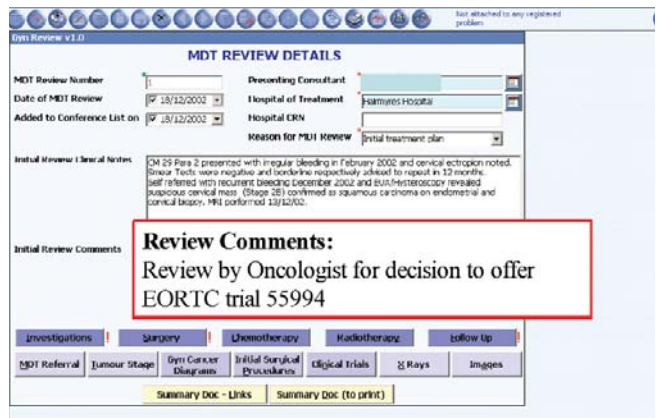 Not attached to any registered
problem
Gyn Review v1.0
MDT REVIEW DETAILS
MDT Review Number
1
Presenting Consultant
Date of MDT Review
18/12/2002
Hospital of Treatment
Hairmyres Hospital
Added to Conference List on
18/12/2002
Hospital CRN
Reason for MDT Review
Initial treatment plan
Initial Review Clinical Notes
CM 29 Para 2 presented with irregular bleeding in February 2002 and cervical ectropion noted.
Smear Tests were negative and borderline respectively advised to repeat in 12 months.
Self referred with recurrent bleeding December 2002 and EUA/Hysteroscopy revealed
suspicious cervical mass (Stage 2B) confirmed as squamous carcinoma on endometrial and
cervical biopsy. MRI performed 13/12/02.
Initial Review Comments
Review Comments:
Review by Oncologist for decision to offer
EORTC trial 55994
Investigations !
Surgery !
Chemotherapy
Radiotherapy
Follow Up !
MDT Referral
Tumour Stage
Gyn Cancer
Diagrams
Initial Surgical
Procedures
Clinical Trials
X Rays
Images
Summary Doc - Links
Summary Doc (to print)